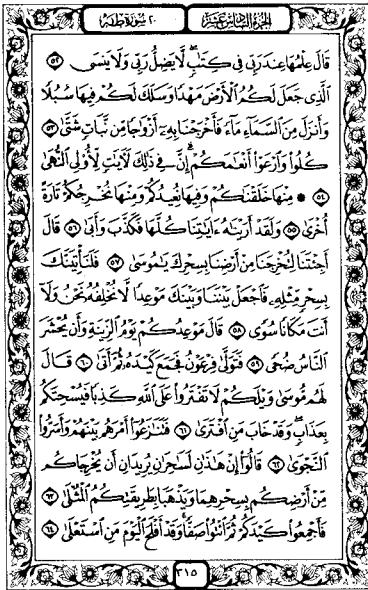 الجزء السادس عشر ٢٠ سورة طه
قَالَ عِلْمُهَا عِندَ رَبِّي فِي كِتَٰبٍۖ لَّا يَضِلُّ رَبِّي وَلَا يَنسَى ٥٢
ٱلَّذِي جَعَلَ لَكُمُ ٱلْأَرْضَ مَهْدًا وَسَلَكَ لَكُمْ فِيهَا سُبُلًا
وَأَنزَلَ مِنَ ٱلسَّمَآءِ مَآءً فَأَخْرَجْنَا بِهِۦٓ أَزْوَٰجًا مِّن نَّبَاتٍ شَتَّىٰ ٥٣
كُلُوا۟ وَٱرْعَوْا۟ أَنْعَٰمَكُمْۗ إِنَّ فِي ذَٰلِكَ لَءَايَٰتٍ لِّأُو۟لِي ٱلنُّهَىٰ
٥٤ ۞ مِنْهَا خَلَقْنَٰكُمْ وَفِيهَا نُعِيدُكُمْ وَمِنْهَا نُخْرِجُكُمْ تَارَةً
أُخْرَىٰ ٥٥ وَلَقَدْ أَرَيْنَٰهُ ءَايَٰتِنَا كُلَّهَا فَكَذَّبَ وَأَبَىٰ ٥٦ قَالَ
أَجِئْتَنَا لِتُخْرِجَنَا مِنْ أَرْضِنَا بِسِحْرِكَ يَٰمُوسَىٰ ٥٧ فَلَنَأْتِيَنَّكَ
بِسِحْرٍ مِّثْلِهِۦ فَٱجْعَلْ بَيْنَنَا وَبَيْنَكَ مَوْعِدًا لَّا نُخْلِفُهُۥ نَحْنُ وَلَآ
أَنتَ مَكَانًا سُوًى ٥٨ قَالَ مَوْعِدُكُمْ يَوْمُ ٱلزِّينَةِ وَأَن يُحْشَرَ
ٱلنَّاسُ ضُحًى ٥٩ فَتَوَلَّىٰ فِرْعَوْنُ فَجَمَعَ كَيْدَهُۥ ثُمَّ أَتَىٰ ٦٠ قَالَ
لَهُم مُّوسَىٰ وَيْلَكُمْ لَا تَفْتَرُوا۟ عَلَى ٱللَّهِ كَذِبًا فَيُسْحِتَكُم
بِعَذَابٍۖ وَقَدْ خَابَ مَنِ ٱفْتَرَىٰ ٦١ فَتَنَٰزَعُوٓا۟ أَمْرَهُم بَيْنَهُمْ وَأَسَرُّوا۟
ٱلنَّجْوَىٰ ٦٢ قَالُوٓا۟ إِنْ هَٰذَٰنِ لَسَٰحِرَٰنِ يُرِيدَانِ أَن يُخْرِجَاكُم
مِّنْ أَرْضِكُم بِسِحْرِهِمَا وَيَذْهَبَا بِطَرِيقَتِكُمُ ٱلْمُثْلَىٰ ٦٣
فَأَجْمِعُوا۟ كَيْدَكُمْ ثُمَّ ٱئْتُوا۟ صَفًّاۚ وَقَدْ أَفْلَحَ ٱلْيَوْمَ مَنِ ٱسْتَعْلَىٰ ٦٤
٣١٥